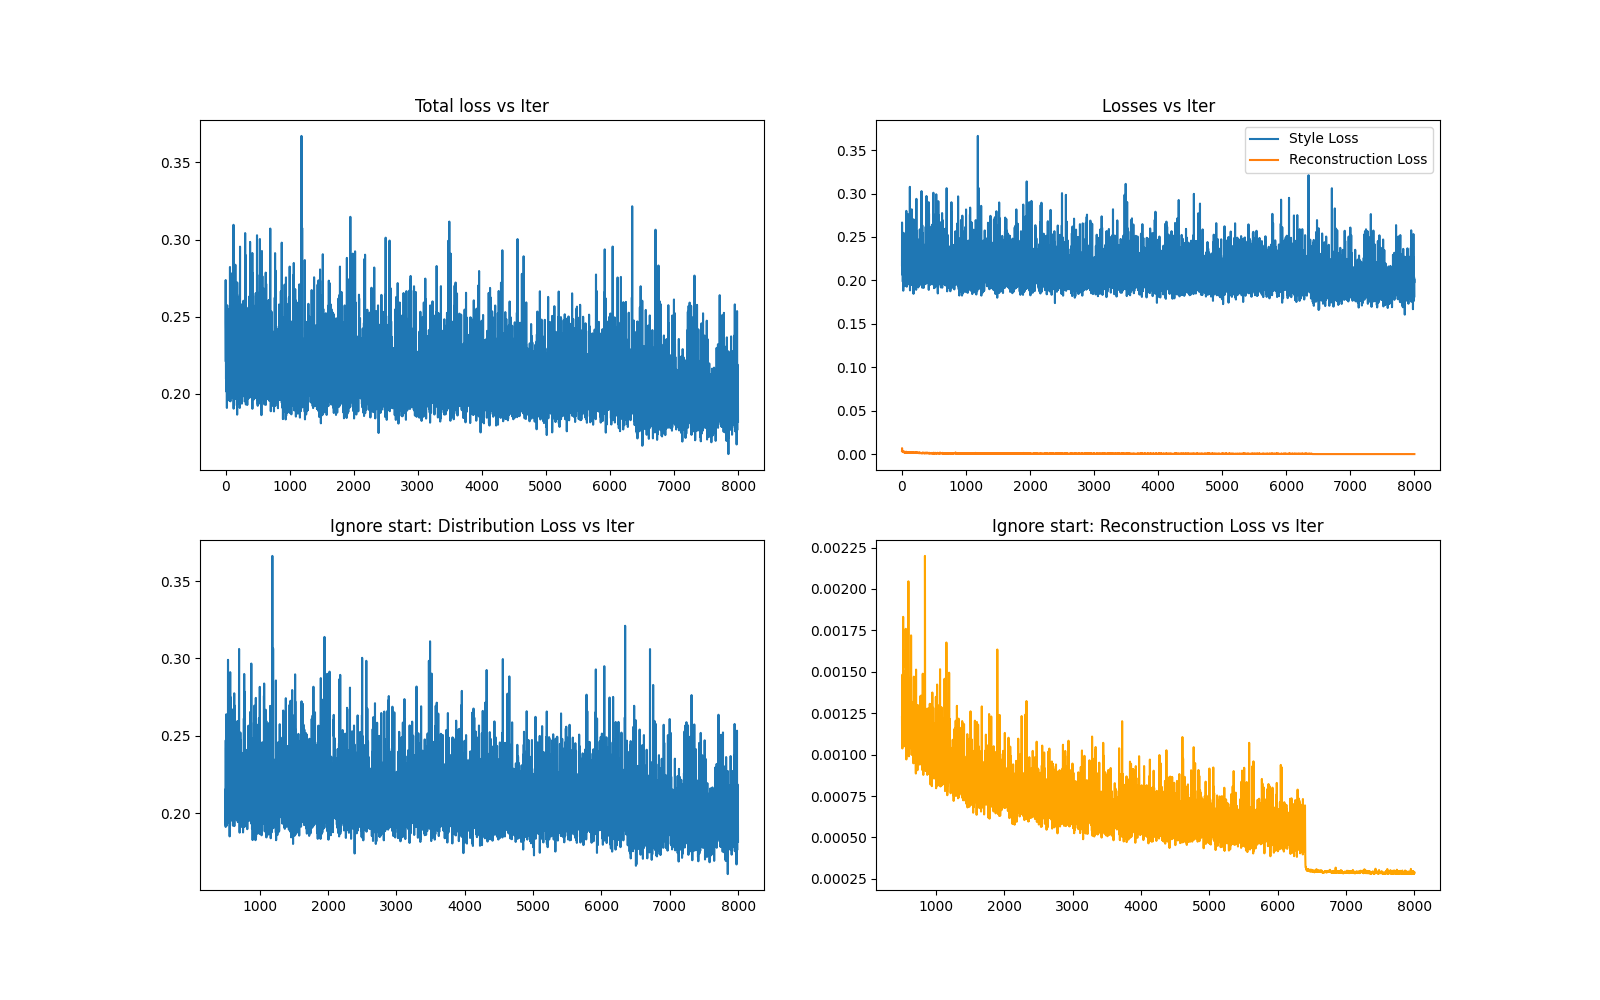 Total loss vs Iter
0.35
0.30
0.25
0.20
0 1000 2000 3000 4000 5000 6000 7000 8000
Losses vs Iter
Style Loss
Reconstruction Loss
0.35
0.30
0.25
0.20
0.15
0.10
0.05
0.00
0 1000 2000 3000 4000 5000 6000 7000 8000
Ignore start: Distribution Loss vs Iter
0.35
0.30
0.25
0.20
1000 2000 3000 4000 5000 6000 7000 8000
Ignore start: Reconstruction Loss vs Iter
0.00225
0.00200
0.00175
0.00150
0.00125
0.00100
0.00075
0.00050
0.00025
1000 2000 3000 4000 5000 6000 7000 8000